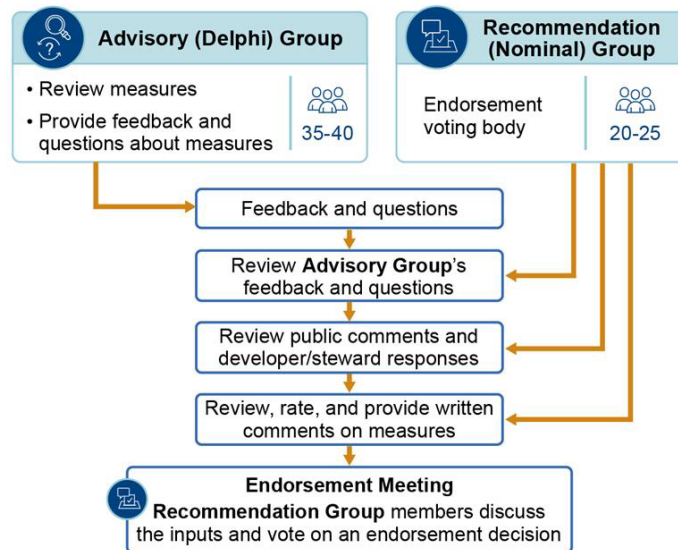 Advisory (Delphi) Group
• Review measures
• Provide feedback and
questions about measures
35-40
Recommendation
(Nominal) Group
Endorsement
voting body
20-25
Feedback and questions
Review Advisory Group's
feedback and questions
Review public comments and
developer/steward responses
Review, rate, and provide written
comments on measures
Endorsement Meeting
Recommendation Group members discuss
the inputs and vote on an endorsement decision